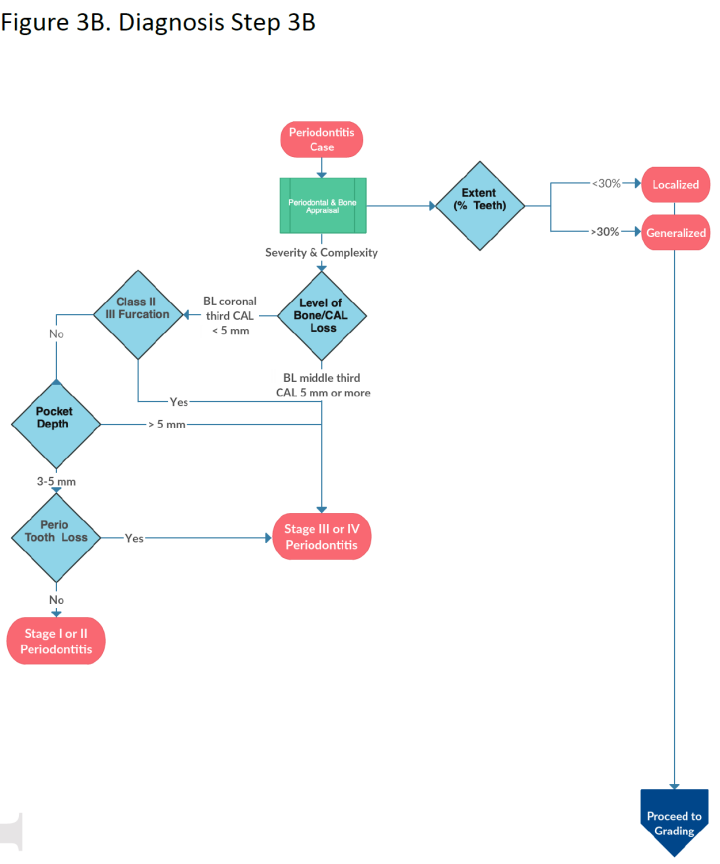 Figure 3B. Diagnosis Step 3B
Periodontitis
Case
Periodontal & Bone
Appraisal
Extent
(% Teeth)
<30%
Localized
>30%
Generalized
Severity & Complexity
Level of
Bone/CAL
Loss
BL coronal
third CAL
< 5 mm
Class II
III Furcation
No
BL middle third
CAL 5 mm or more
Yes
Pocket
Depth
> 5 mm
3-5 mm
Perio
Tooth Loss
Yes
Stage III or IV
Periodontitis
No
Stage I or II
Periodontitis
Proceed to
Grading